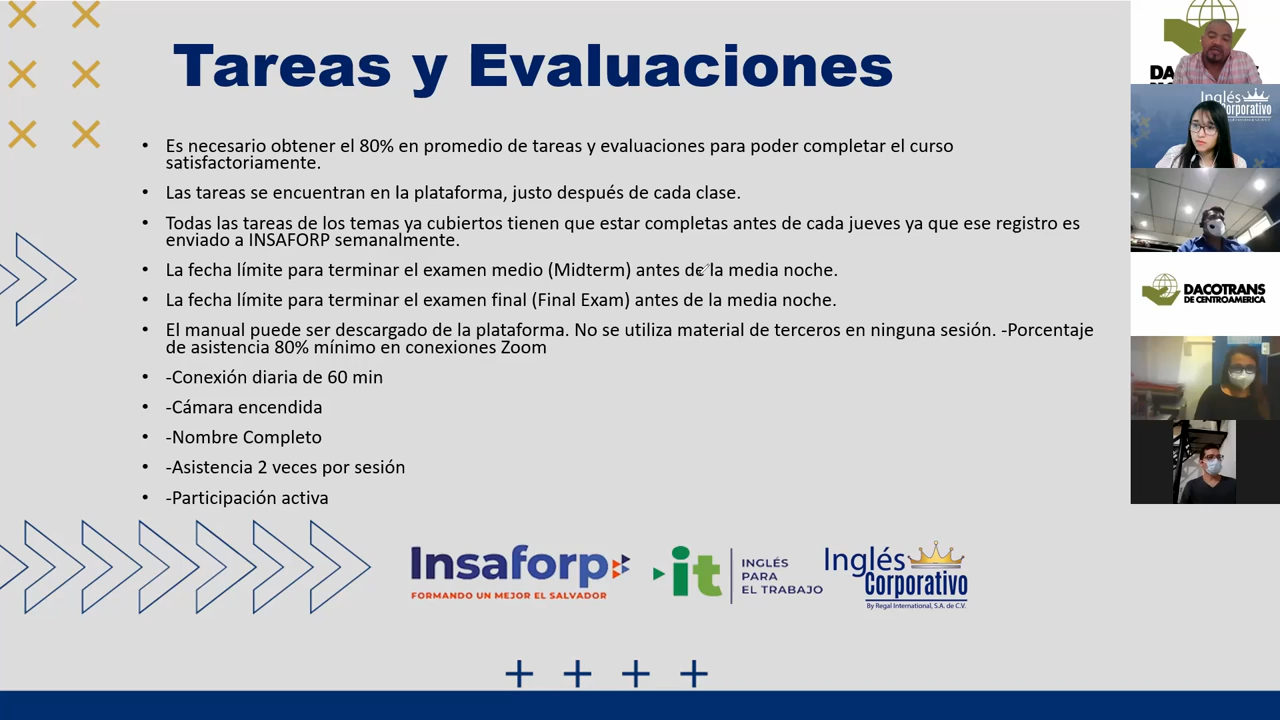 Tareas y Evaluaciones
• Es necesario obtener el 80% en promedio de tareas y evaluaciones para poder completar el curso
satisfactoriamente.
• Las tareas se encuentran en la plataforma, justo después de cada clase.
• Todas las tareas de los temas ya cubiertos tienen que estar completas antes de cada jueves ya que ese registro es
enviado a INSAFORP semanalmente.
• La fecha límite para terminar el examen medio (Midterm) antes de la media noche.
• La fecha límite para terminar el examen final (Final Exam) antes de la media noche.
• El manual puede ser descargado de la plataforma. No se utiliza material de terceros en ninguna sesión. -Porcentaje
de asistencia 80% mínimo en conexiones Zoom
• -Conexión diaria de 60 min
• -Cámara encendida
• -Nombre Completo
• -Asistencia 2 veces por sesión
• -Participación activa
Insaforp
FORMANDO UN MEJOR EL SALVADOR
it
INGLÉS
PARA
EL TRABAJO
Inglés
Corporativo
By Regal International, S.A. de C.V.
DA
Inglés
Corporativo
DACOTRANS
DE CENTROAMERICA